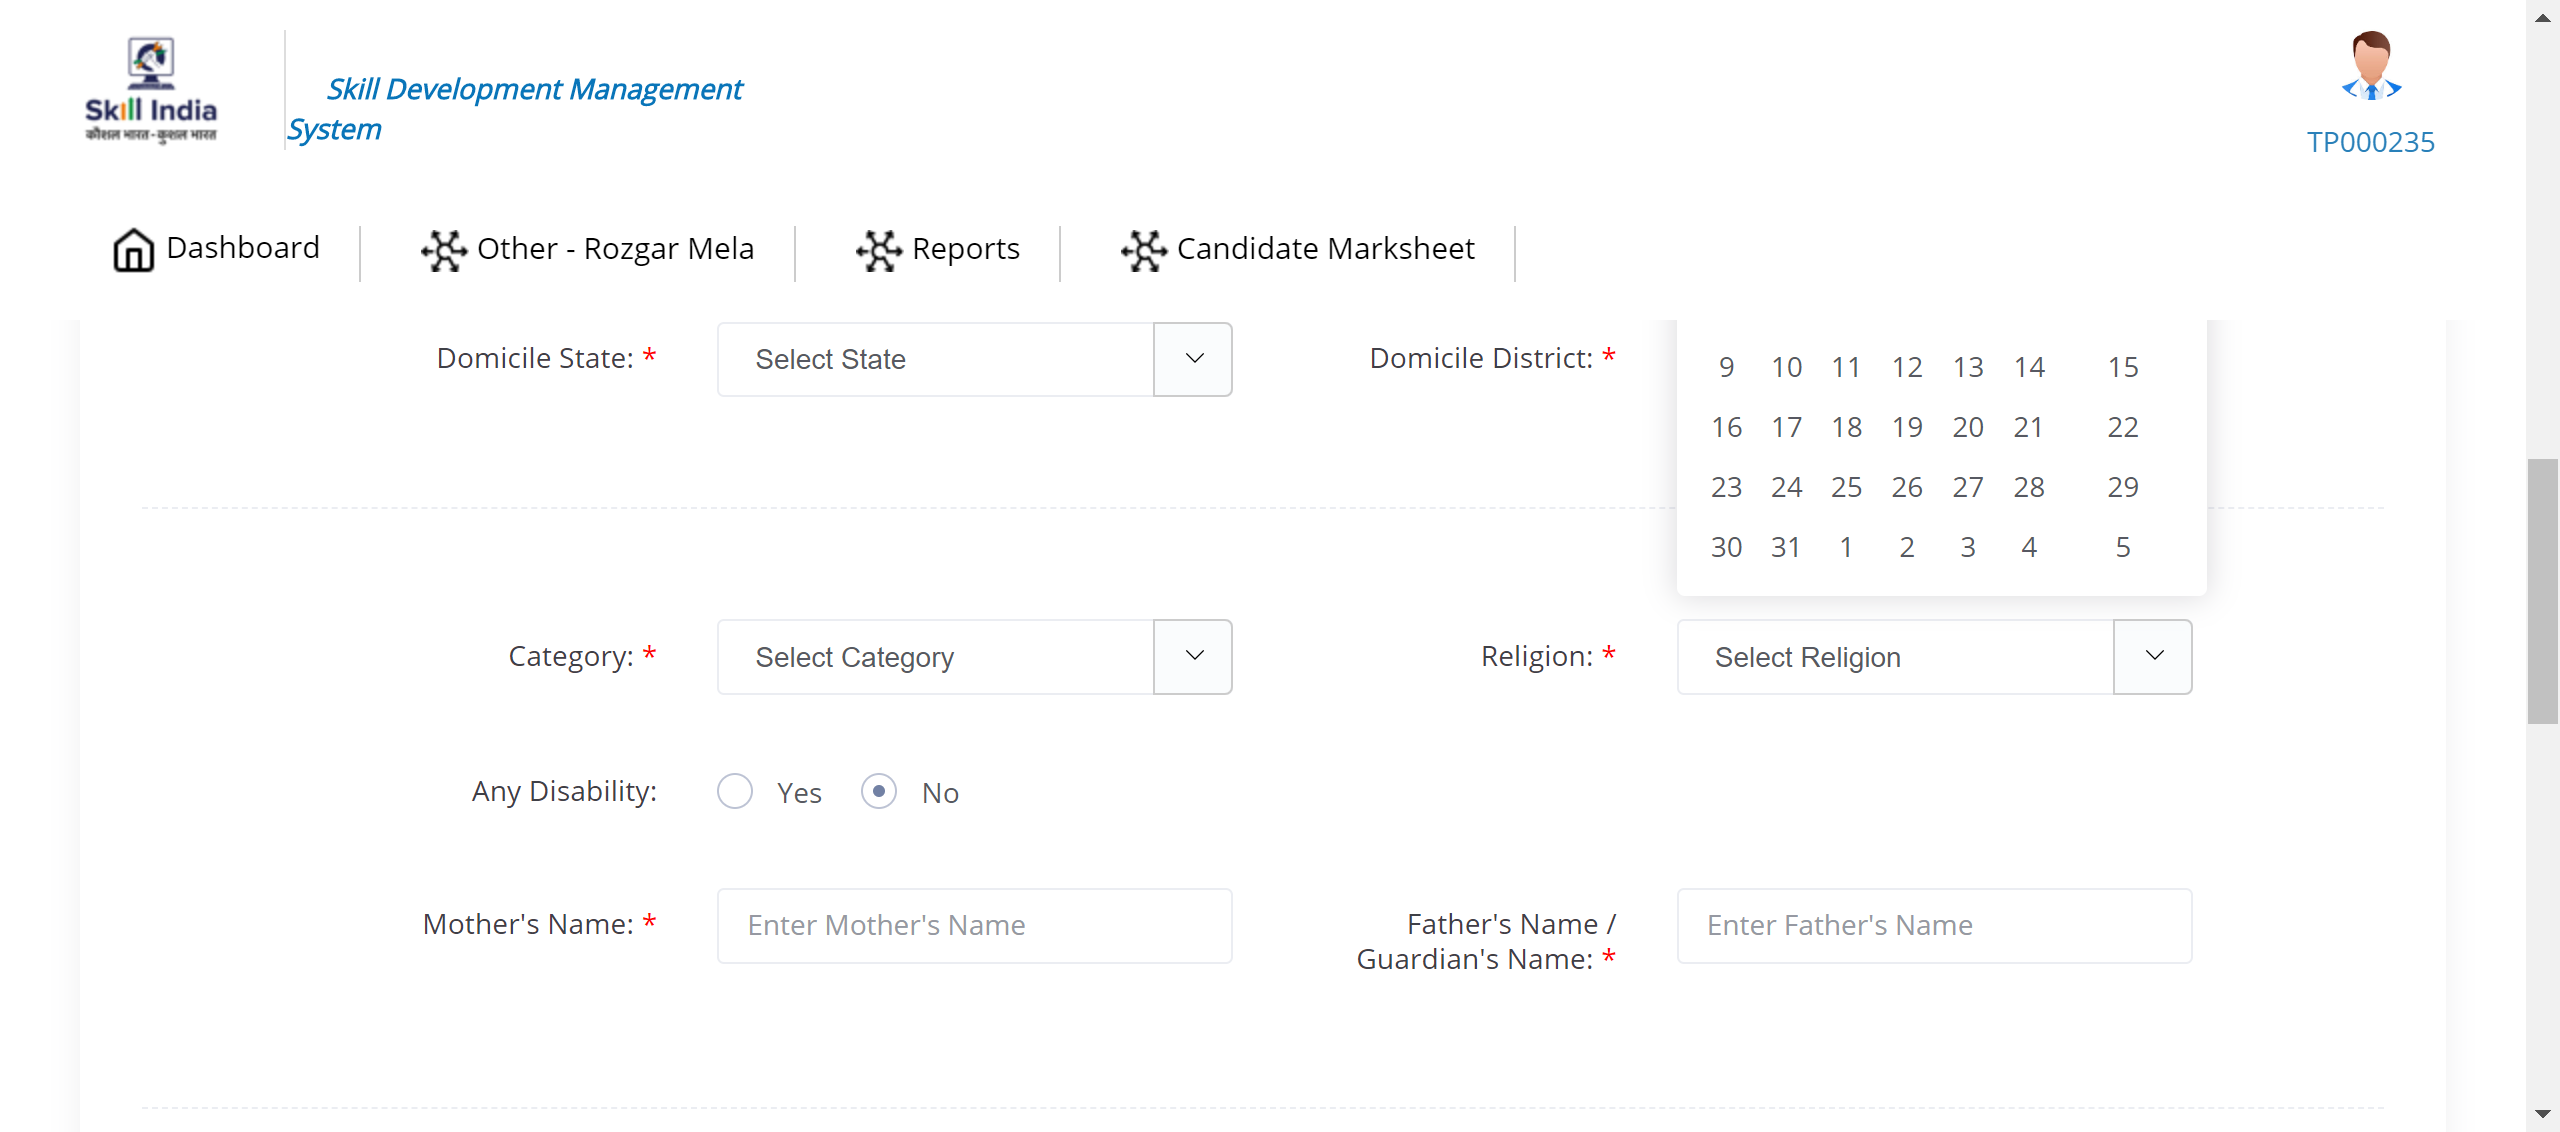 Skill India
कौशल भारत-कुशल भारत
Skill Development Management
System
TP000235
Dashboard
Other - Rozgar Mela
Reports
Candidate Marksheet
Domicile State: *
Select State
Domicile District: *
9 10 11 12 13 14 15
16 17 18 19 20 21 22
23 24 25 26 27 28 29
30 31 1 2 3 4 5
Category: *
Select Category
Religion: *
Select Religion
Any Disability:
Yes
No
Mother's Name: *
Enter Mother's Name
Father's Name /
Guardian's Name: *
Enter Father's Name